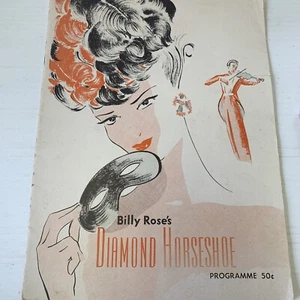 Billy Rose's
DIAMOND HORSESHOE
PROGRAMME 50¢